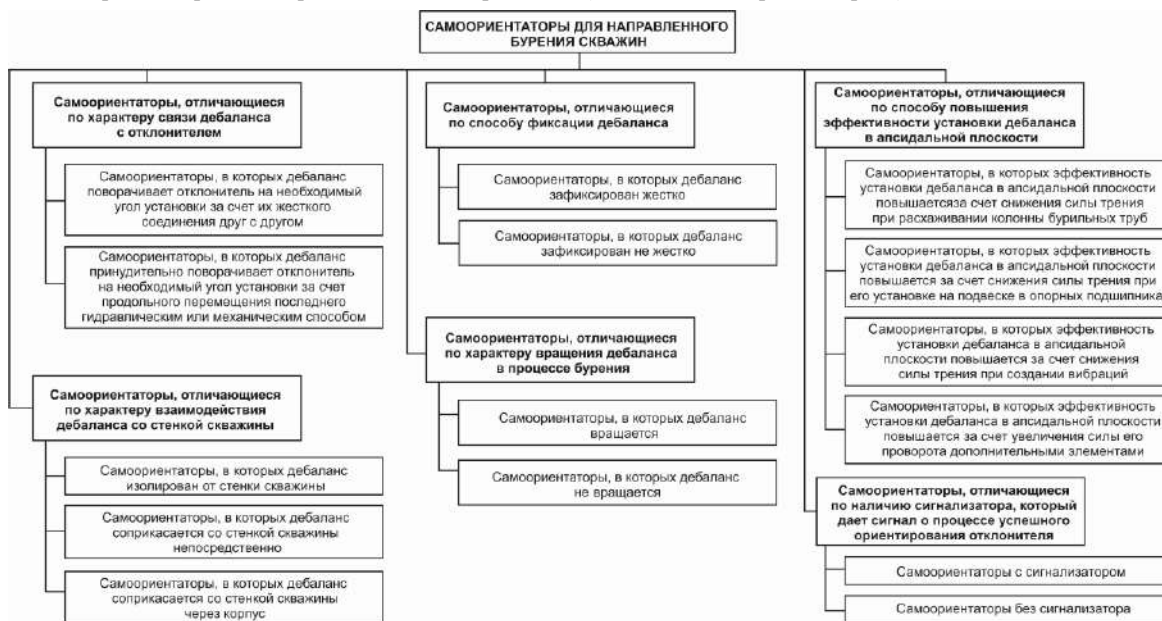 САМООРИЕНТАТОРЫ ДЛЯ НАПРАВЛЕННОГО
БУРЕНИЯ СКВАЖИН
Самоориентаторы, отличающиеся
по характеру связи дебаланса
с отклонителем
Самоориентаторы, в которых дебаланс
поворачивает отклонитель на необходимый
угол установки за счет их жесткого
соединения друг с другом
Самоориентаторы, в которых дебаланс
принудительно поворачивает отклонитель
на необходимый угол установки за счет
продольного перемещения последнего
гидравлическим или механическим способом
Самоориентаторы, отличающиеся
по характеру взаимодействия
дебаланса со стенкой скважины
Самоориентаторы, в которых дебаланс
изолирован от стенки скважины
Самоориентаторы, в которых дебаланс
соприкасается со стенкой скважины
непосредственно
Самоориентаторы, в которых дебаланс
соприкасается со стенкой скважины
через корпус
Самоориентаторы, отличающиеся
по способу фиксации дебаланса
Самоориентаторы, в которых дебаланс
зафиксирован жестко
Самоориентаторы, в которых дебаланс
зафиксирован не жестко
Самоориентаторы, отличающиеся
по характеру вращения дебаланса
в процессе бурения
Самоориентаторы, в которых дебаланс
вращается
Самоориентаторы, в которых дебаланс
не вращается
Самоориентаторы, отличающиеся
по способу повышения
эффективности установки дебаланса
в апсидальной плоскости
Самоориентаторы, в которых эффективность
установки дебаланса в апсидальной плоскости
повышаетсяза счет снижения силы трения
при расхаживании колонны бурильных труб
Самоориентаторы, в которых эффективность
установки дебаланса в апсидальной плоскости
повышается за счет снижения силы трения при
его установке на подвеске в опорных подшипника
Самоориентаторы, в которых эффективность
установки дебаланса в апсидальной
плоскости повышается за счет снижения
силы трения при создании вибраций
Самоориентаторы, в которых эффективность
установки дебаланса в апсидальной плоскости
повышается за счет увеличения силы его
проворота дополнительными элементами
Самоориентаторы, отличающиеся
по наличию сигнализатора, который
дает сигнал о процессе успешного
ориентирования отклонителя
Самоориентаторы с сигнализатором
Самоориентаторы без сигнализатора